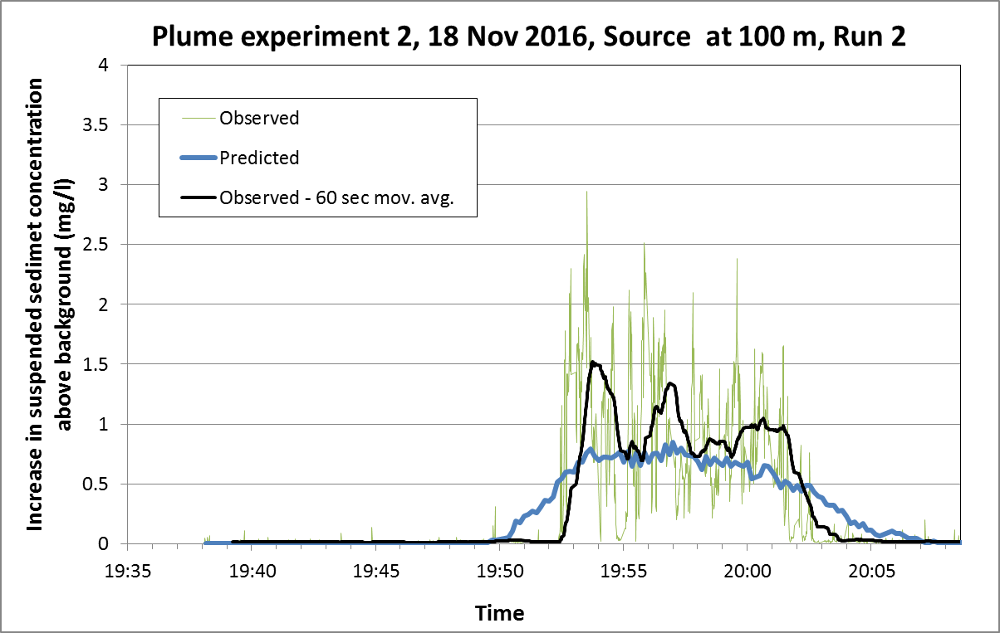 Plume experiment 2, 18 Nov 2016, Source  at 100 m, Run 2
Increase in suspended sedimet concentration
above background (mg/l)
4
3.5
3
2.5
2
1.5
1
0.5
0
Observed
Predicted
Observed - 60 sec mov. avg.
19:35 19:40 19:45 19:50 19:55 20:00 20:05
Time